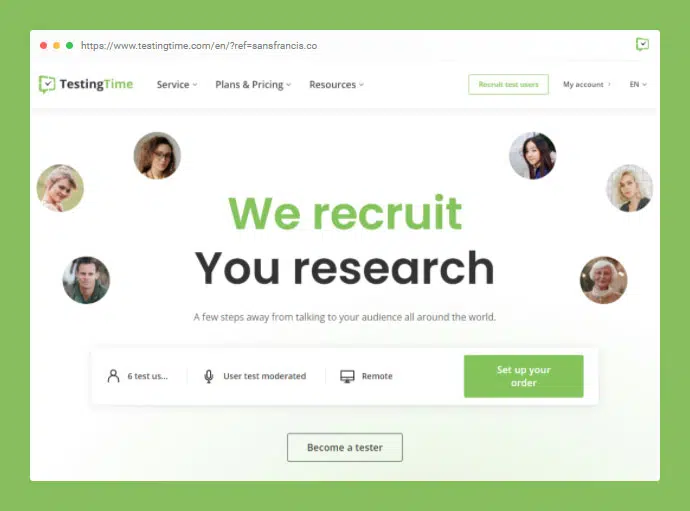 https://www.testingtime.com/en/?ref=sansfrancis.co
TestingTime Service Plans & Pricing Resources Recruit test users My account EN
We recruit
You research
A few steps away from talking to your audience all around the world.
6 test us... User test moderated Remote Set up your
order
Become a tester